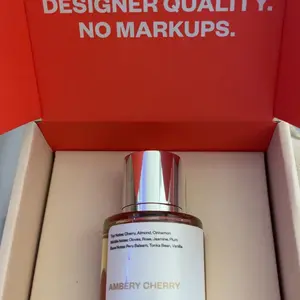 DESIGNER QUALITY.
NO MARKUPS.
Top Notes: Cherry, Almond, Cinnamon
Middle Notes: Cloves, Rose, Jasmine, Plum
Base Notes: Peru Balsam, Tonka Bean, Vanilla
AMBERY CHERRY